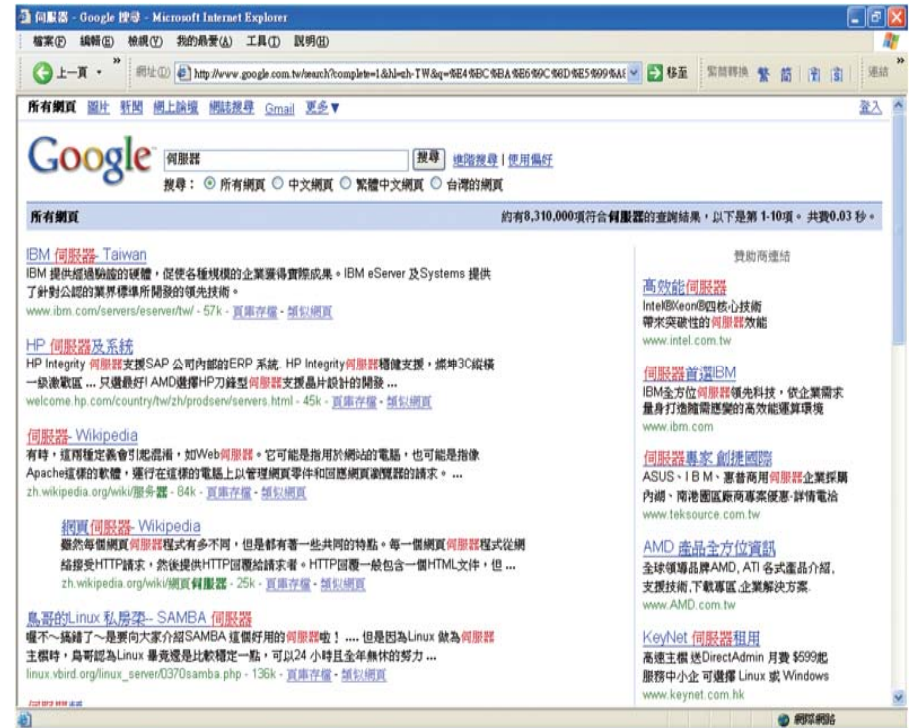 伺服器 - Google 搜尋 - Microsoft Internet Explorer
檔案(F) 編輯(E) 檢視(V) 我的最愛(A) 工具(T) 說明(H)
上一頁 » 網址(D) http://www.google.com.tw/search?complete=1&hl=zh-TW&q=%E4%BC%BA%E6%9C%8D%E5%99%A8 移至 繁簡轉換 繁 簡 連結 »
所有網頁 圖片 新聞 網上論壇 網誌搜尋 Gmail 更多▼ 登入
Google 伺服器 搜尋 進階搜尋 | 使用偏好
搜尋: 所有網頁 中文網頁 繁體中文網頁 台灣的網頁
所有網頁 約有8,310,000項符合伺服器的查詢結果,以下是第 1-10項。 共費0.03 秒。
IBM 伺服器- Taiwan
IBM 提供經過驗證的硬體,促使各種規模的企業獲得實際成果。IBM eServer 及Systems 提供
了針對公認的業界標準所開發的領先技術。
www.ibm.com/servers/eserver/tw/ - 57k - 頁庫存檔 - 類似網頁
HP 伺服器及系統
HP Integrity 伺服器支援SAP 公司內部的ERP 系統. HP Integrity伺服器穩健支援,燦坤3C縱橫
一級激戰區 ... 只選最好! AMD選擇HP刀鋒型伺服器支援晶片設計的開發 ...
welcome.hp.com/country/tw/zh/prodserv/servers.html - 45k - 頁庫存檔 - 類似網頁
伺服器- Wikipedia
有時,這兩種定義會引起混淆,如Web伺服器。它可能是指用於網站的電腦,也可能是指像
Apache這樣的軟體,運行在這樣的電腦上以管理網頁零件和回應網頁瀏覽器的請求。 ...
zh.wikipedia.org/wiki/服务器 - 84k - 頁庫存檔 - 類似網頁
網頁伺服器- Wikipedia
雖然每個網頁伺服器程式有多不同,但是都有著一些共同的特點。每一個網頁伺服器程式從網
絡接受HTTP請求,然後提供HTTP回覆給請求者。HTTP回覆一般包含一個HTML文件,但 ...
zh.wikipedia.org/wiki/網頁伺服器 - 25k - 頁庫存檔 - 類似網頁
鳥哥的Linux 私房菜-- SAMBA 伺服器
喔不~搞錯了~是要向大家介紹SAMBA 這個好用的伺服器啦! .... 但是因為Linux 做為伺服器
主機時,鳥哥認為Linux 畢竟還是比較穩定一點,可以24 小時且全年無休的努力 ...
linux.vbird.org/linux_server/0370samba.php - 136k - 頁庫存檔 - 類似網頁
贊助商連結
高效能伺服器
Intel®Xeon®四核心技術
帶來突破性的伺服器效能
www.intel.com.tw
伺服器首選IBM
IBM全方位伺服器領先科技,依企業需求
量身打造隨需應變的高效能運算環境
www.ibm.com
伺服器專家 創捷國際
ASUS、I B M、惠普商用伺服器企業採購
內湖、南港園區廠商專案優惠-詳情電洽
www.teksource.com.tw
AMD 產品全方位資訊
全球領導品牌AMD, ATI 各式產品介紹,
支援技術,下載專區,企業解決方案.
www.AMD.com.tw
KeyNet 伺服器租用
高速主機 送DirectAdmin 月費 $599起
服務中小企 可選擇 Linux 或 Windows
www.keynet.com.hk
網際網路